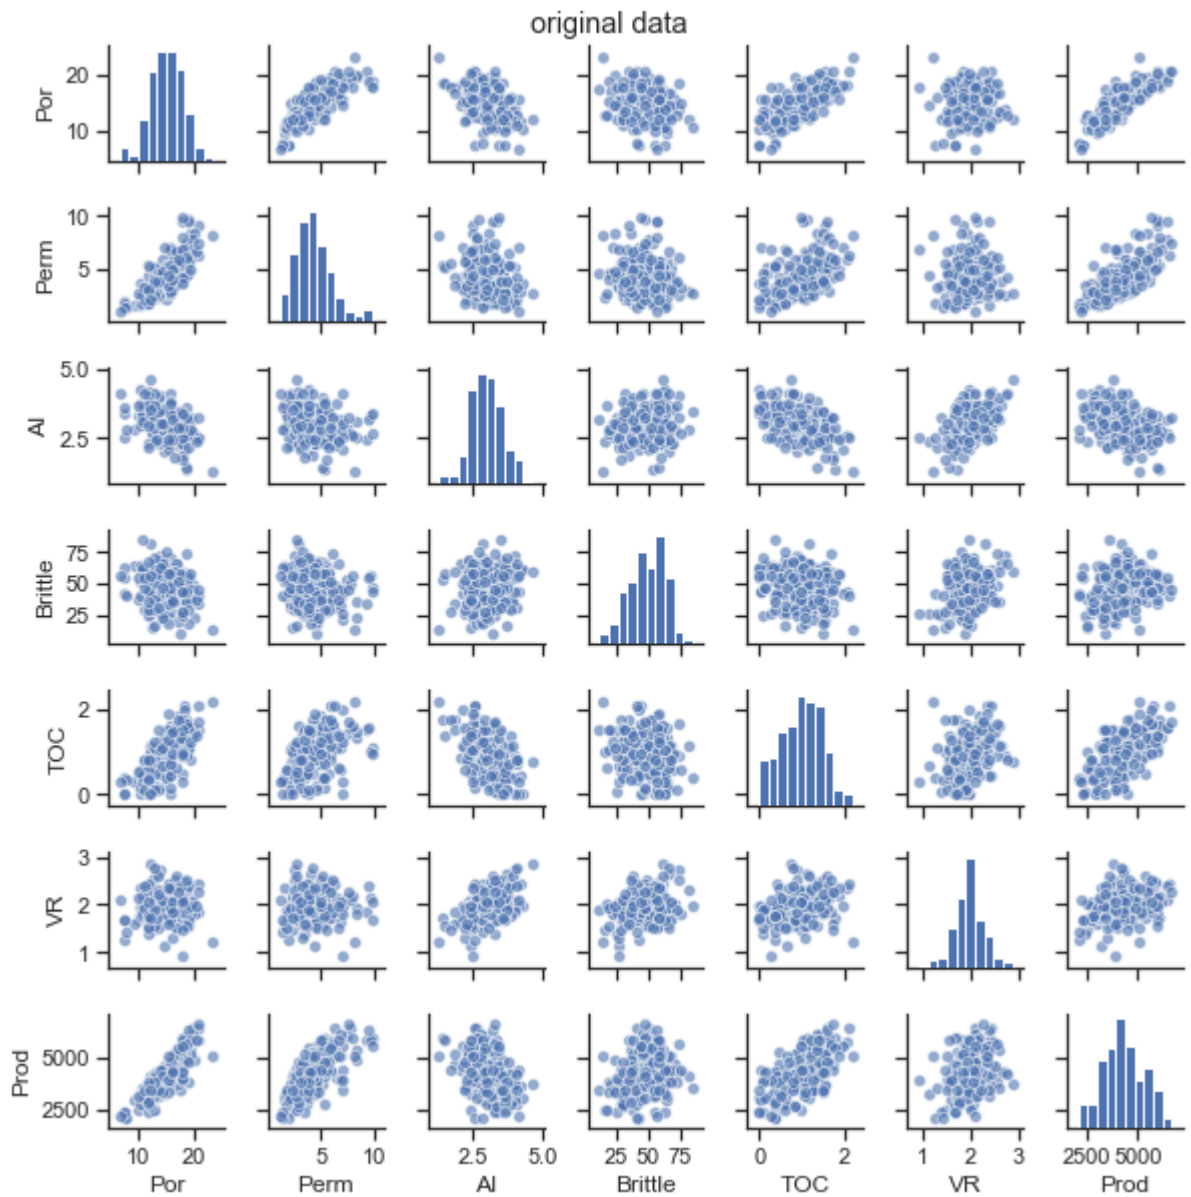 original data
20
10
Por
10
5
Perm
5.0
2.5
AI
75
50
25
Brittle
2
0
TOC
3
2
1
VR
5000
2500
Prod
10 20 5 10 2.5 5.0 25 50 75 0 2 1 2 3 2500 5000
Por Perm AI Brittle TOC VR Prod